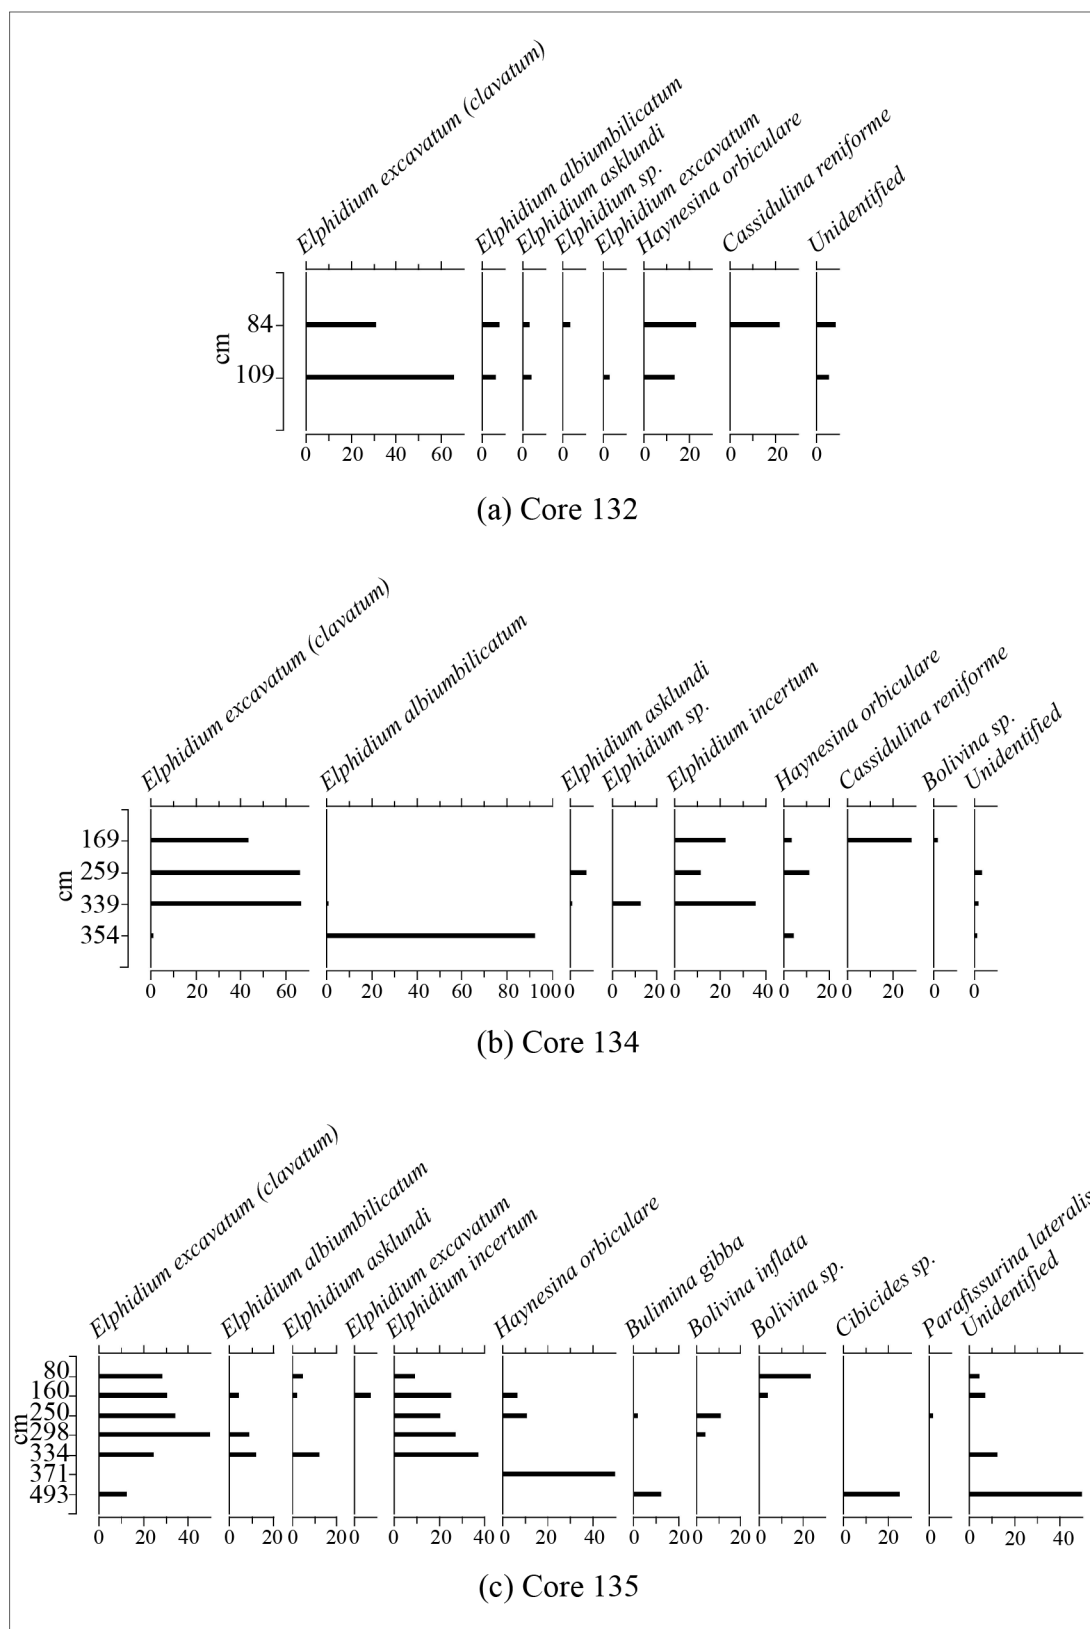 Elphidium excavatum (clavatum)
Elphidium albiumbilicatum
Elphidium asklundi
Elphidium sp.
Elphidium excavatum
Haynesina orbiculare
Cassidulina reniforme
Unidentified
84
cm
109
0 20 40 60 0 0 0 0 0 20 0 20 0
(a) Core 132
Elphidium excavatum (clavatum)
Elphidium albiumbilicatum
Elphidium asklundi
Elphidium sp.
Elphidium incertum
Haynesina orbiculare
Cassidulina reniforme
Bolivina sp.
Unidentified
169
259
cm
339
354
0 20 40 60 0 20 40 60 80 100 0 0 20 0 20 40 0 20 0 20 0 0
(b) Core 134
Elphidium excavatum (clavatum)
Elphidium albiumbilicatum
Elphidium asklundi
Elphidium excavatum
Elphidium incertum
Haynesina orbiculare
Bulimina gibba
Bolivina inflata
Bolivina sp.
Cibicides sp.
Parafissurina lateralis
Unidentified
80
160
250
cm
298
334
371
493
0 20 40 0 20 0 20 0 0 20 40 0 20 40 0 20 0 20 0 20 0 20 0 0 20 40
(c) Core 135